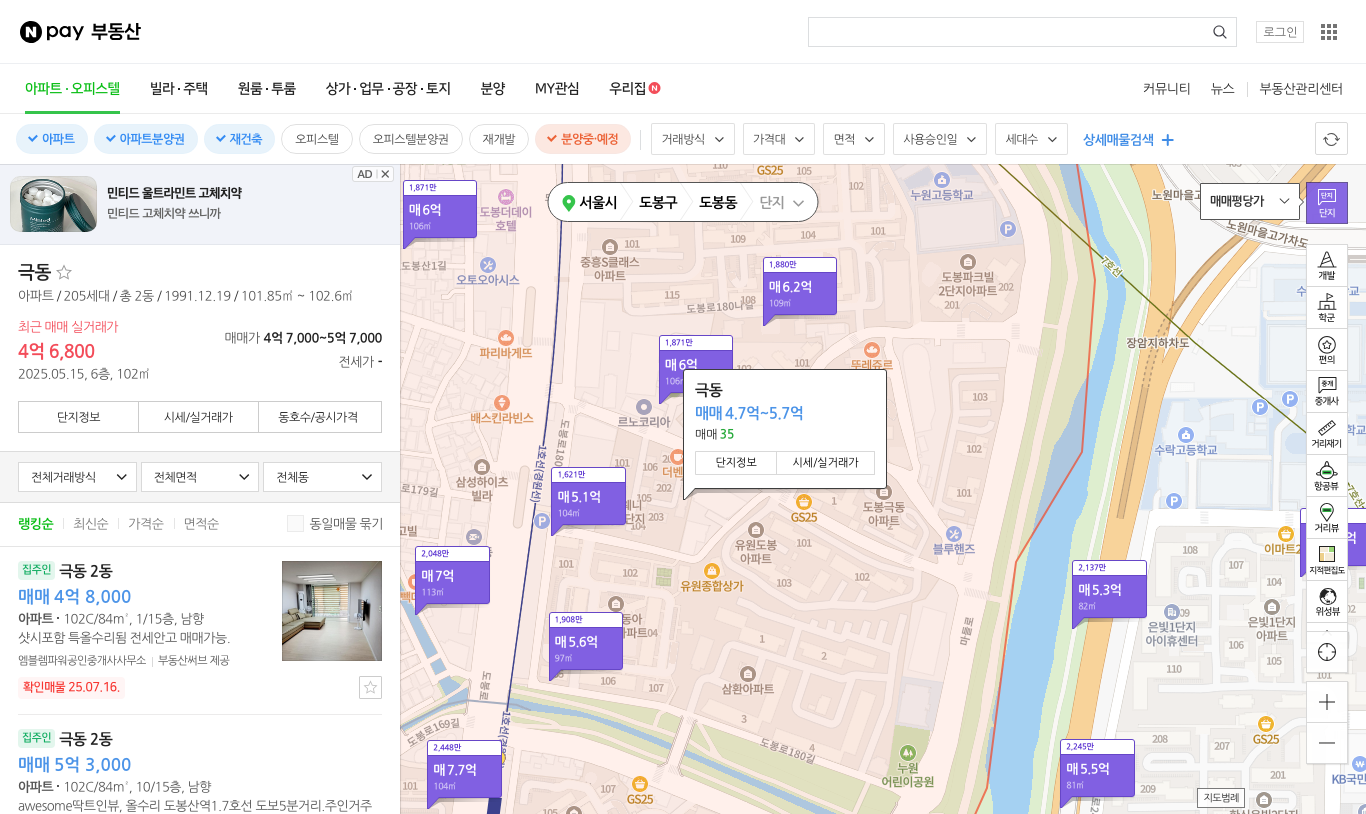 N pay 부동산
로그인
아파트·오피스텔 빌라·주택 원룸·투룸 상가·업무·공장·토지 분양 MY관심 우리집 N
커뮤니티 뉴스 부동산관리센터
아파트 아파트분양권 재건축 오피스텔 오피스텔분양권 재개발 분양중·예정 거래방식 가격대 면적 사용승인일 세대수 상세매물검색
AD
민티드 울트라민트 고체치약
민티드 고체치약 쓰니까
극동
아파트 / 205세대 / 총 2동 / 1991.12.19 / 101.85㎡ ~ 102.6㎡
최근 매매 실거래가
4억 6,800
2025.05.15, 6층, 102㎡
매매가 4억 7,000~5억 7,000
전세가 -
단지정보 시세/실거래가 동호수/공시가격
전체거래방식 전체면적 전체동
랭킹순 최신순 가격순 면적순 동일매물 묶기
집주인 극동 2동
매매 4억 8,000
아파트 · 102C/84㎡, 1/15층, 남향
샷시포함 특올수리됨 전세안고 매매가능.
엠블렘파워공인중개사사무소 부동산써브 제공
확인매물 25.07.16.
집주인 극동 2동
매매 5억 3,000
아파트 · 102C/84㎡, 10/15층, 남향
awesome딱트인뷰, 올수리 도봉산역1.7호선 도보5분거리.주인거주
서울시 도봉구 도봉동 단지
매매평당가
단지
단지
개발
학군
편의
중개
중개사
거리재기
항공뷰
거리뷰
지적편집도
위성뷰
지도범례
1,871만
매6억
106㎡
1,880만
매6.2억
109㎡
1,871만
매6억
극동
매매 4.7억~5.7억
매매 35
단지정보 시세/실거래가
1,621만
매5.1억
104㎡
2,048만
매7억
113㎡
1,908만
매5.6억
97㎡
2,137만
매5.3억
82㎡
2,448만
매7.7억
104㎡
2,245만
매5.5억
81㎡
GS25
도봉더데이
호텔
도봉산1길
오토오아시스
중흥S클래스
아파트
누원고등학교
도봉파크빌
2단지아파트
도봉로180나길
파리바게뜨
뚜레쥬르
배스킨라빈스
르노코리아
삼성하이츠
빌라
도봉극동
아파트
GS25
유원도봉
아파트
블루핸즈
유원종합상가
삼환아파트
마들로
누원
어린이공원
도봉로180길
도봉로169길
GS25
장암지하차도
7호선
노원마을고가차도
수락고등학교
은빛1단지
아이휴센터
은빛1단지
아파트
GS25